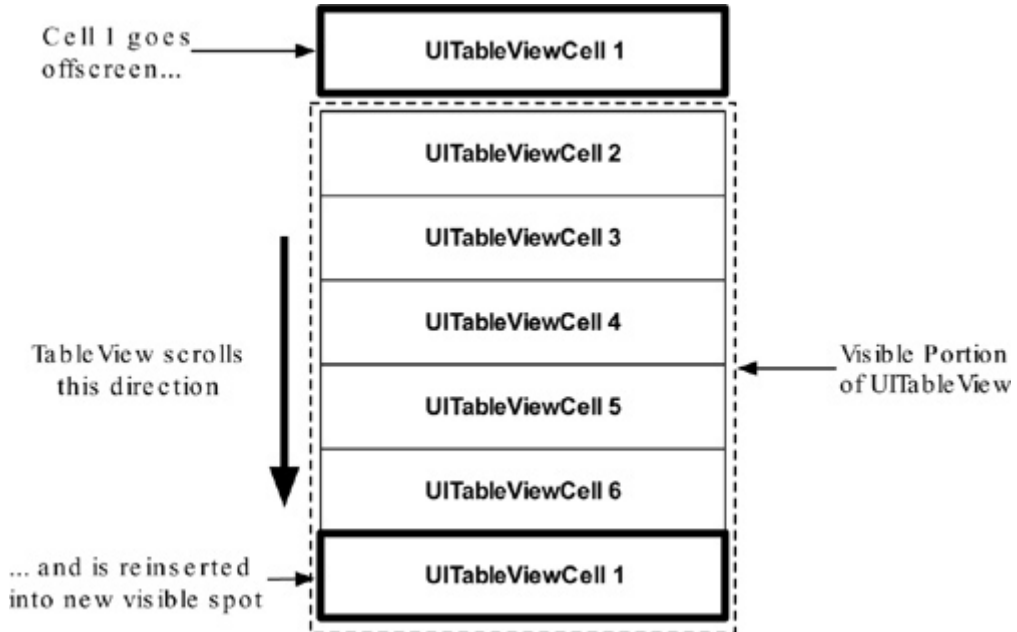 Cell 1 goes
offscreen...
UITableViewCell 1
UITableViewCell 2
UITableViewCell 3
UITableViewCell 4
TableView scrolls
this direction
Visible Portion
of UITableView
UITableViewCell 5
UITableViewCell 6
... and is reinserted
into new visible spot
UITableViewCell 1